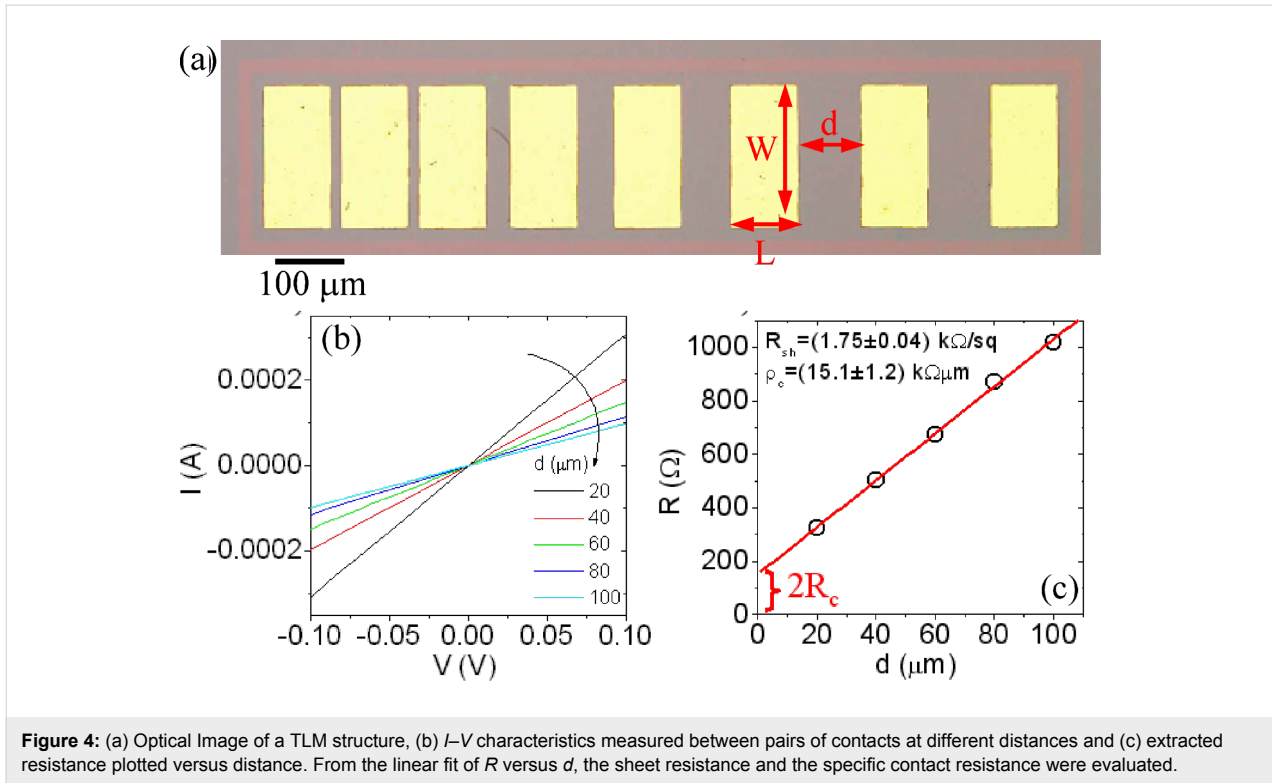 (a)
W
d
L
100 μm
(b)
I (A)
0.0002
0.0000
-0.0002
d (μm)
20
40
60
80
100
-0.10
-0.05
0.00
0.05
0.10
V (V)
R (Ω)
1000
800
600
400
200
0
R_sh=(1.75±0.04) kΩ/sq
ρ_c=(15.1±1.2) kΩμm
2R_c
(c)
0
20
40
60
80
100
d (μm)
Figure 4: (a) Optical Image of a TLM structure, (b) I–V characteristics measured between pairs of contacts at different distances and (c) extracted
resistance plotted versus distance. From the linear fit of R versus d, the sheet resistance and the specific contact resistance were evaluated.